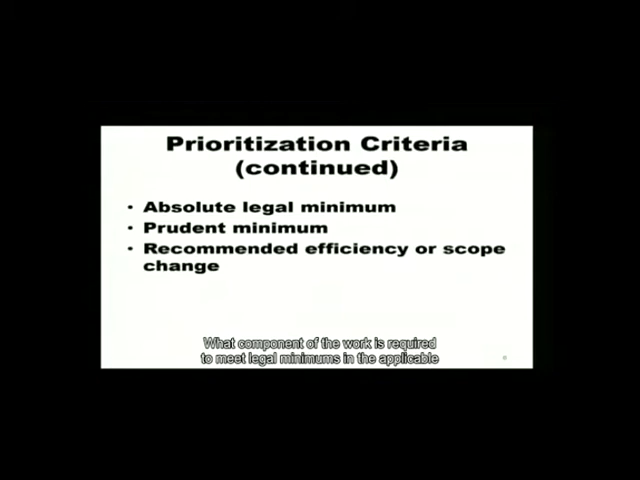 Prioritization Criteria
(continued)
• Absolute legal minimum
• Prudent minimum
• Recommended efficiency or scope
change
What component of the work is required
to meet legal minimums in the applicable